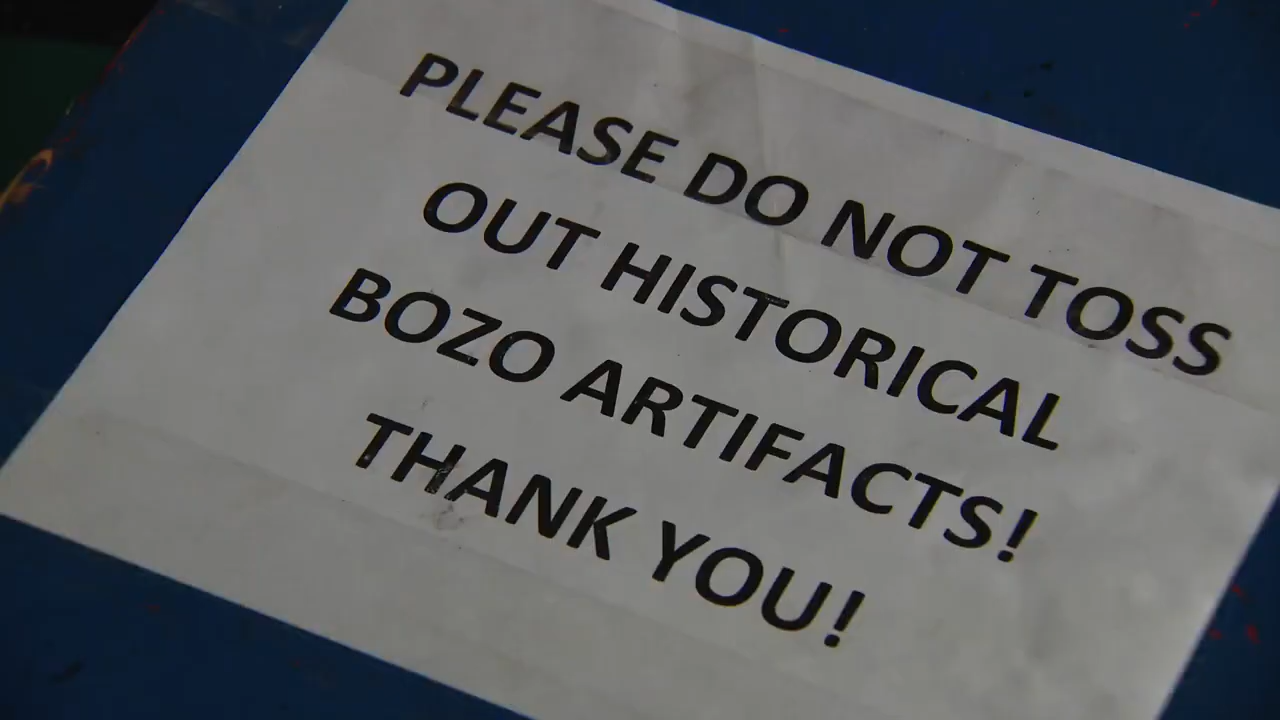 PLEASE DO NOT TOSS
OUT HISTORICAL
BOZO ARTIFACTS!
THANK YOU!